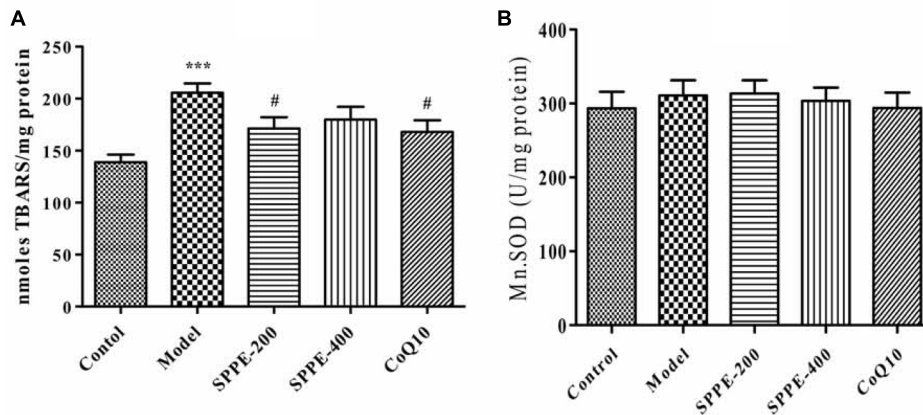 A
nmoles TBARS/mg protein
250
200
150
100
50
0
***
#
#
Contol
Model
SPPE-200
SPPE-400
CoQ10
B
Mn.SOD (U/mg protein)
400
300
200
100
0
Control
Model
SPPE-200
SPPE-400
CoQ10